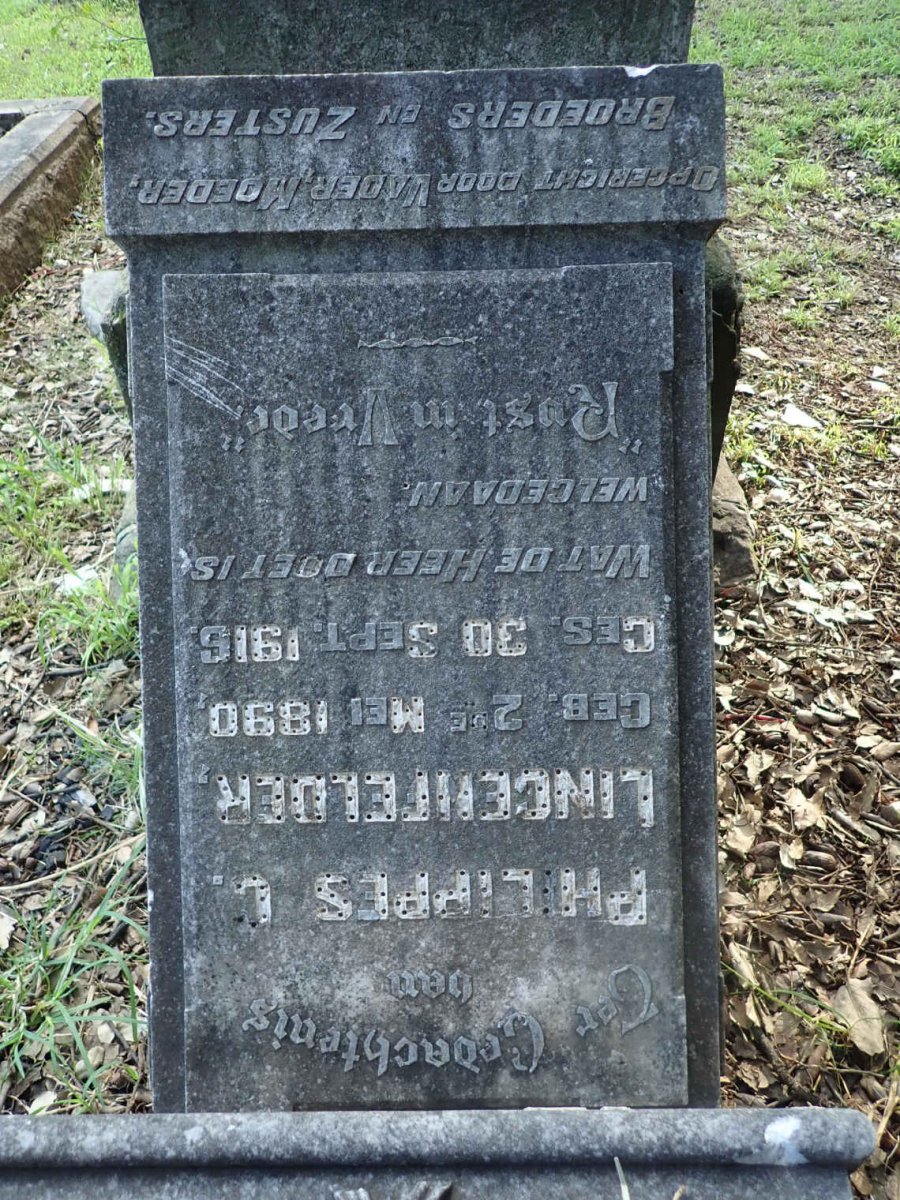 Ter Gedachtenis
van
PHILIPPES C.
LINGENFELDER,
GEB. 2DE MEI 1890,
GES. 30 SEPT. 1915.
WAT DE HEER DOET IS,
WELGEDAAN.
"Rust in Vrede"
OPGERICHT DOOR VADER, MOEDER,
BROEDERS EN ZUSTERS.